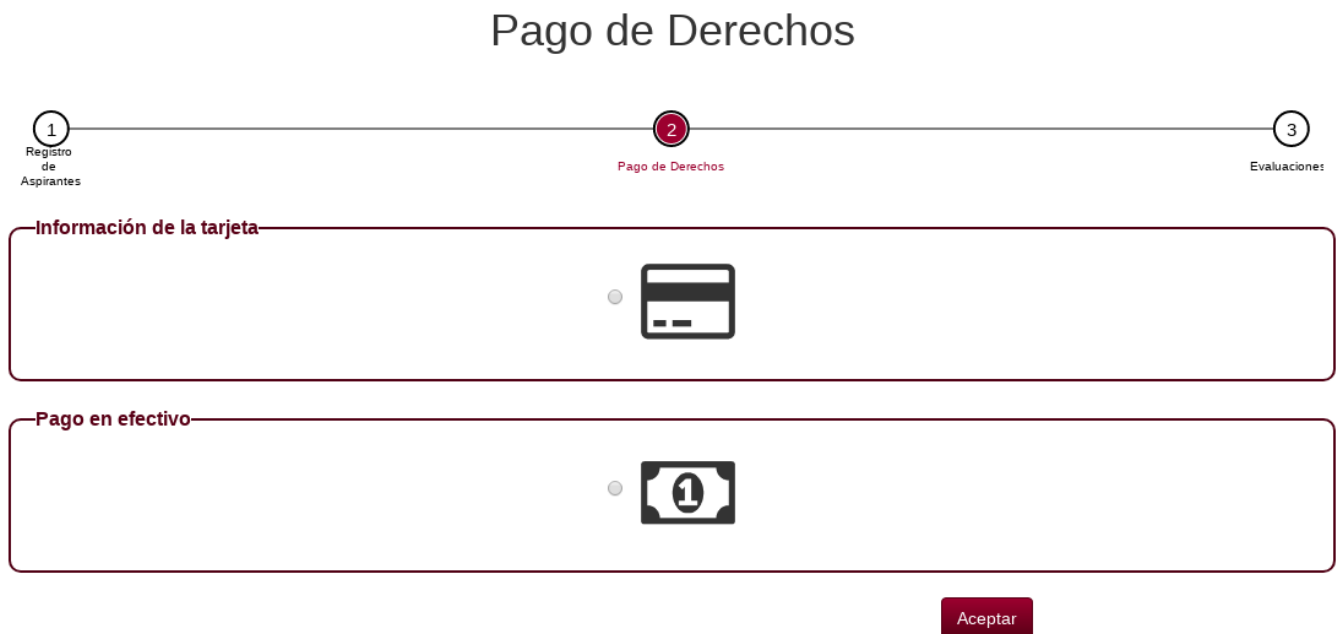 Pago de Derechos
1
2
3
Registro
de
Aspirantes
Pago de Derechos
Evaluaciones
Información de la tarjeta
Pago en efectivo
1
Aceptar